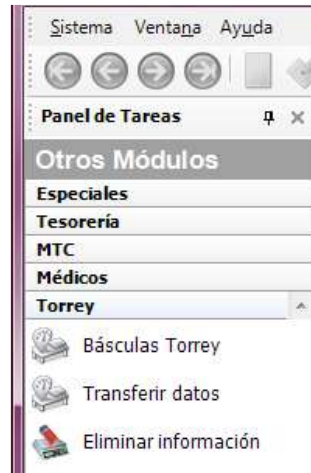 Sistema Ventana Ayuda
Panel de Tareas
Otros Módulos
Especiales
Tesorería
MTC
Médicos
Torrey
Básculas Torrey
Transferir datos
Eliminar información